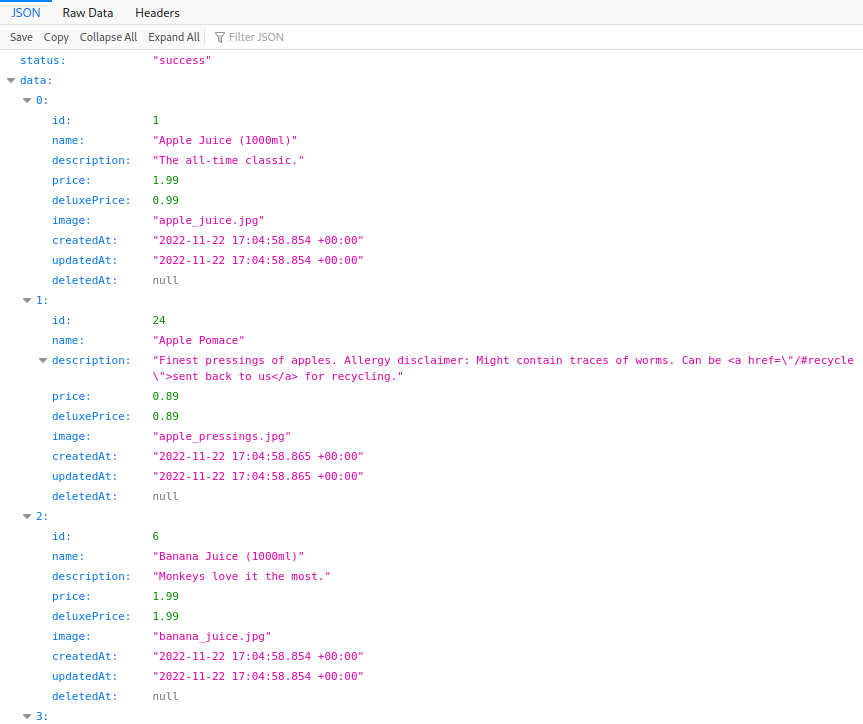 JSON Raw Data Headers
Save Copy Collapse All Expand All Filter JSON
status: "success"
data:
0:
id: 1
name: "Apple Juice (1000ml)"
description: "The all-time classic."
price: 1.99
deluxePrice: 0.99
image: "apple_juice.jpg"
createdAt: "2022-11-22 17:04:58.854 +00:00"
updatedAt: "2022-11-22 17:04:58.854 +00:00"
deletedAt: null
1:
id: 24
name: "Apple Pomace"
description: "Finest pressings of apples. Allergy disclaimer: Might contain traces of worms. Can be <a href=\"/#recycle
\">sent back to us</a> for recycling."
price: 0.89
deluxePrice: 0.89
image: "apple_pressings.jpg"
createdAt: "2022-11-22 17:04:58.865 +00:00"
updatedAt: "2022-11-22 17:04:58.865 +00:00"
deletedAt: null
2:
id: 6
name: "Banana Juice (1000ml)"
description: "Monkeys love it the most."
price: 1.99
deluxePrice: 1.99
image: "banana_juice.jpg"
createdAt: "2022-11-22 17:04:58.854 +00:00"
updatedAt: "2022-11-22 17:04:58.854 +00:00"
deletedAt: null
3: